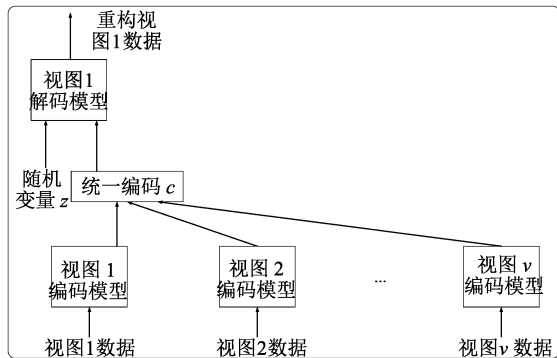 重构视
图1数据
视图1
解码模型
随机
变量 z
统一编码 c
视图 1
编码模型
视图 2
编码模型
...
视图 v
编码模型
视图1数据
视图2数据
视图v 数据